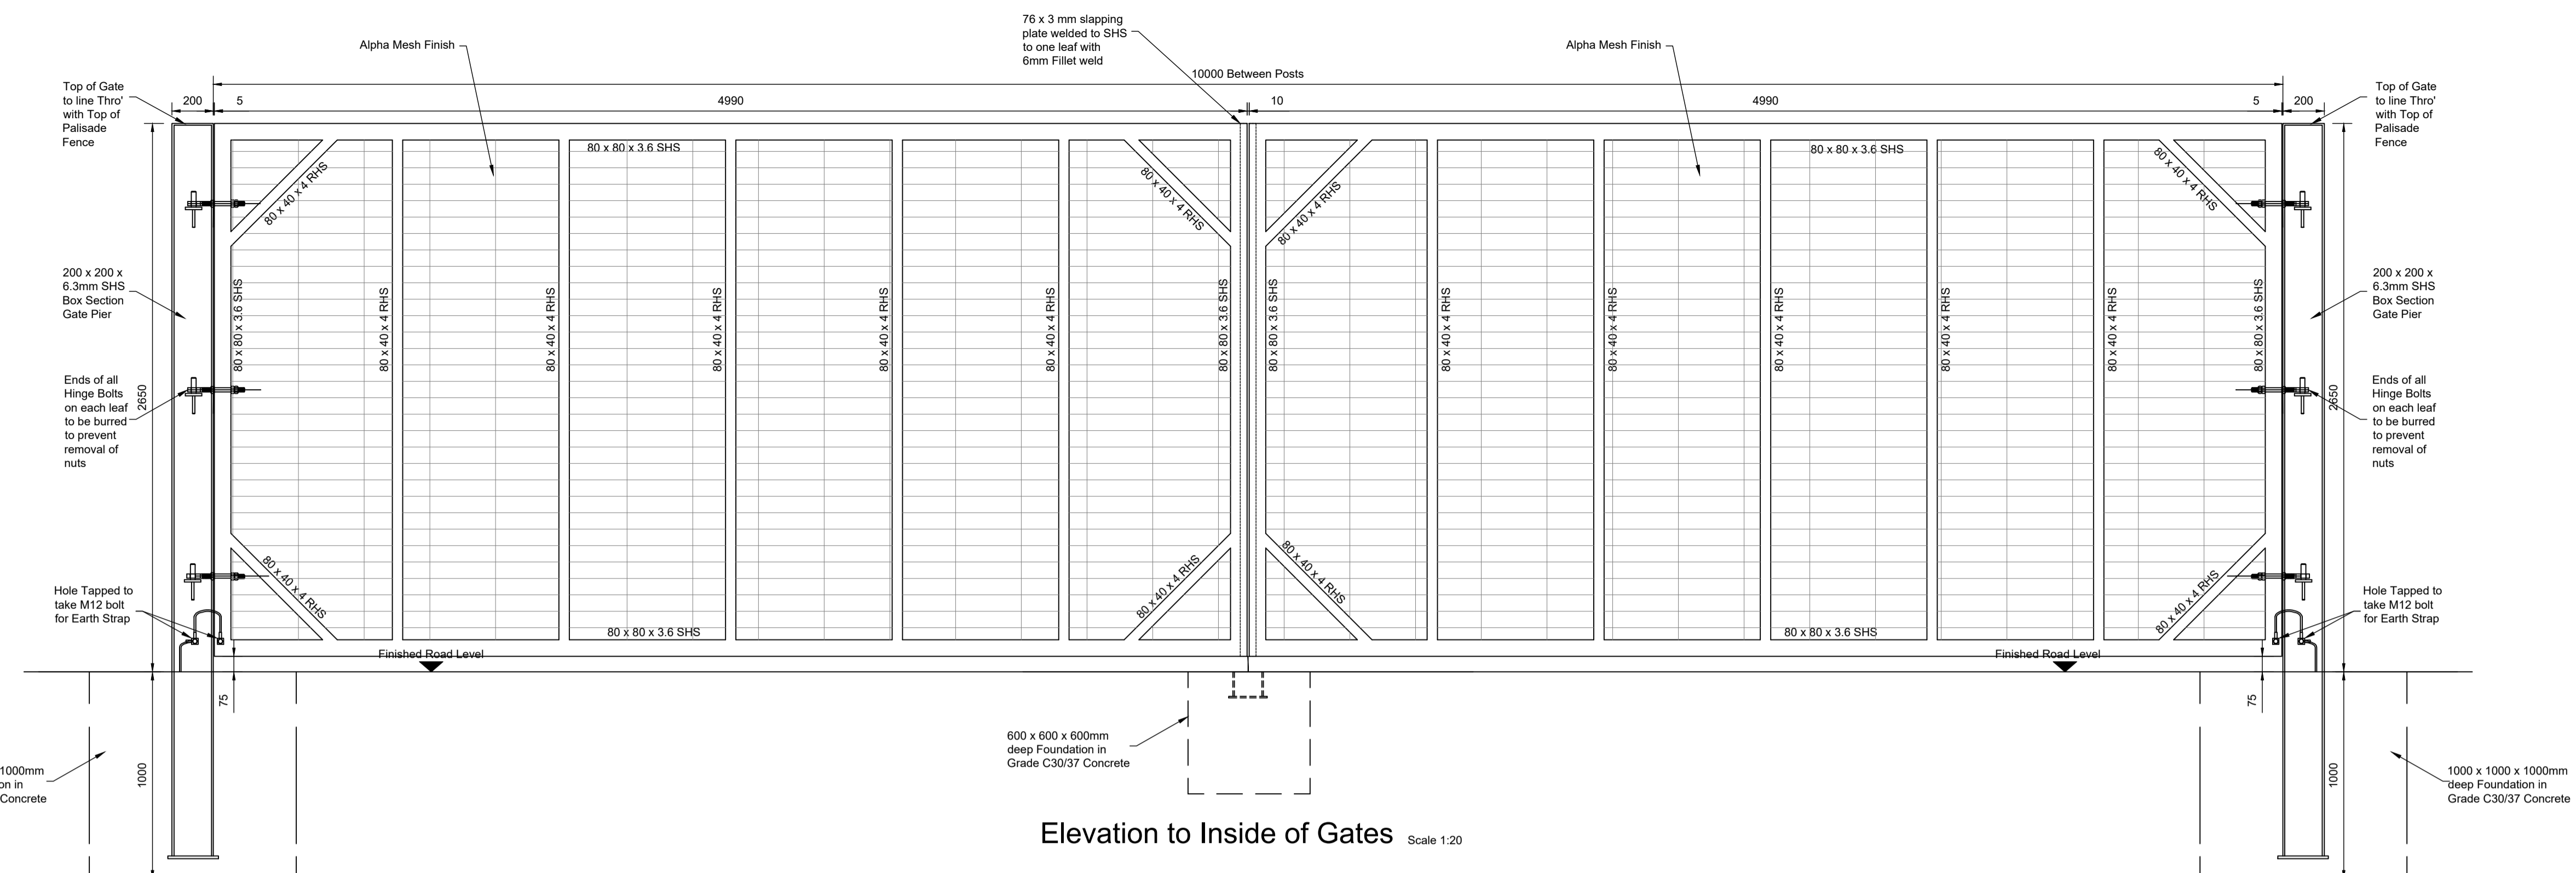 76 x 3 mm slapping
plate welded to SHS
to one leaf with
6mm Fillet weld
Alpha Mesh Finish
Alpha Mesh Finish
10000 Between Posts
Top of Gate
to line Thro'
with Top of
Palisade
Fence
200
5
4990
10
4990
5
200
Top of Gate
to line Thro'
with Top of
Palisade
Fence
80 x 80 x 3.6 SHS
80 x 80 x 3.6 SHS
80 x 40 x 4 RHS
80 x 40 x 4 RHS
80 x 40 x 4 RHS
80 x 40 x 4 RHS
200 x 200 x
6.3mm SHS
Box Section
Gate Pier
80 x 80 x 3.6 SHS
80 x 40 x 4 RHS
80 x 40 x 4 RHS
80 x 40 x 4 RHS
80 x 40 x 4 RHS
80 x 40 x 4 RHS
80 x 80 x 3.6 SHS
80 x 80 x 3.6 SHS
80 x 40 x 4 RHS
80 x 40 x 4 RHS
80 x 40 x 4 RHS
80 x 40 x 4 RHS
80 x 40 x 4 RHS
80 x 80 x 3.6 SHS
200 x 200 x
6.3mm SHS
Box Section
Gate Pier
Ends of all
Hinge Bolts
on each leaf
to be burred
to prevent
removal of
nuts
2650
2650
Ends of all
Hinge Bolts
on each leaf
to be burred
to prevent
removal of
nuts
Hole Tapped to
take M12 bolt
for Earth Strap
80 x 40 x 4 RHS
80 x 40 x 4 RHS
80 x 40 x 4 RHS
80 x 40 x 4 RHS
Hole Tapped to
take M12 bolt
for Earth Strap
80 x 80 x 3.6 SHS
80 x 80 x 3.6 SHS
Finished Road Level
Finished Road Level
75
75
600 x 600 x 600mm
deep Foundation in
Grade C30/37 Concrete
1000mm
on in
Concrete
1000
1000
1000 x 1000 x 1000mm
deep Foundation in
Grade C30/37 Concrete
Elevation to Inside of Gates Scale 1:20